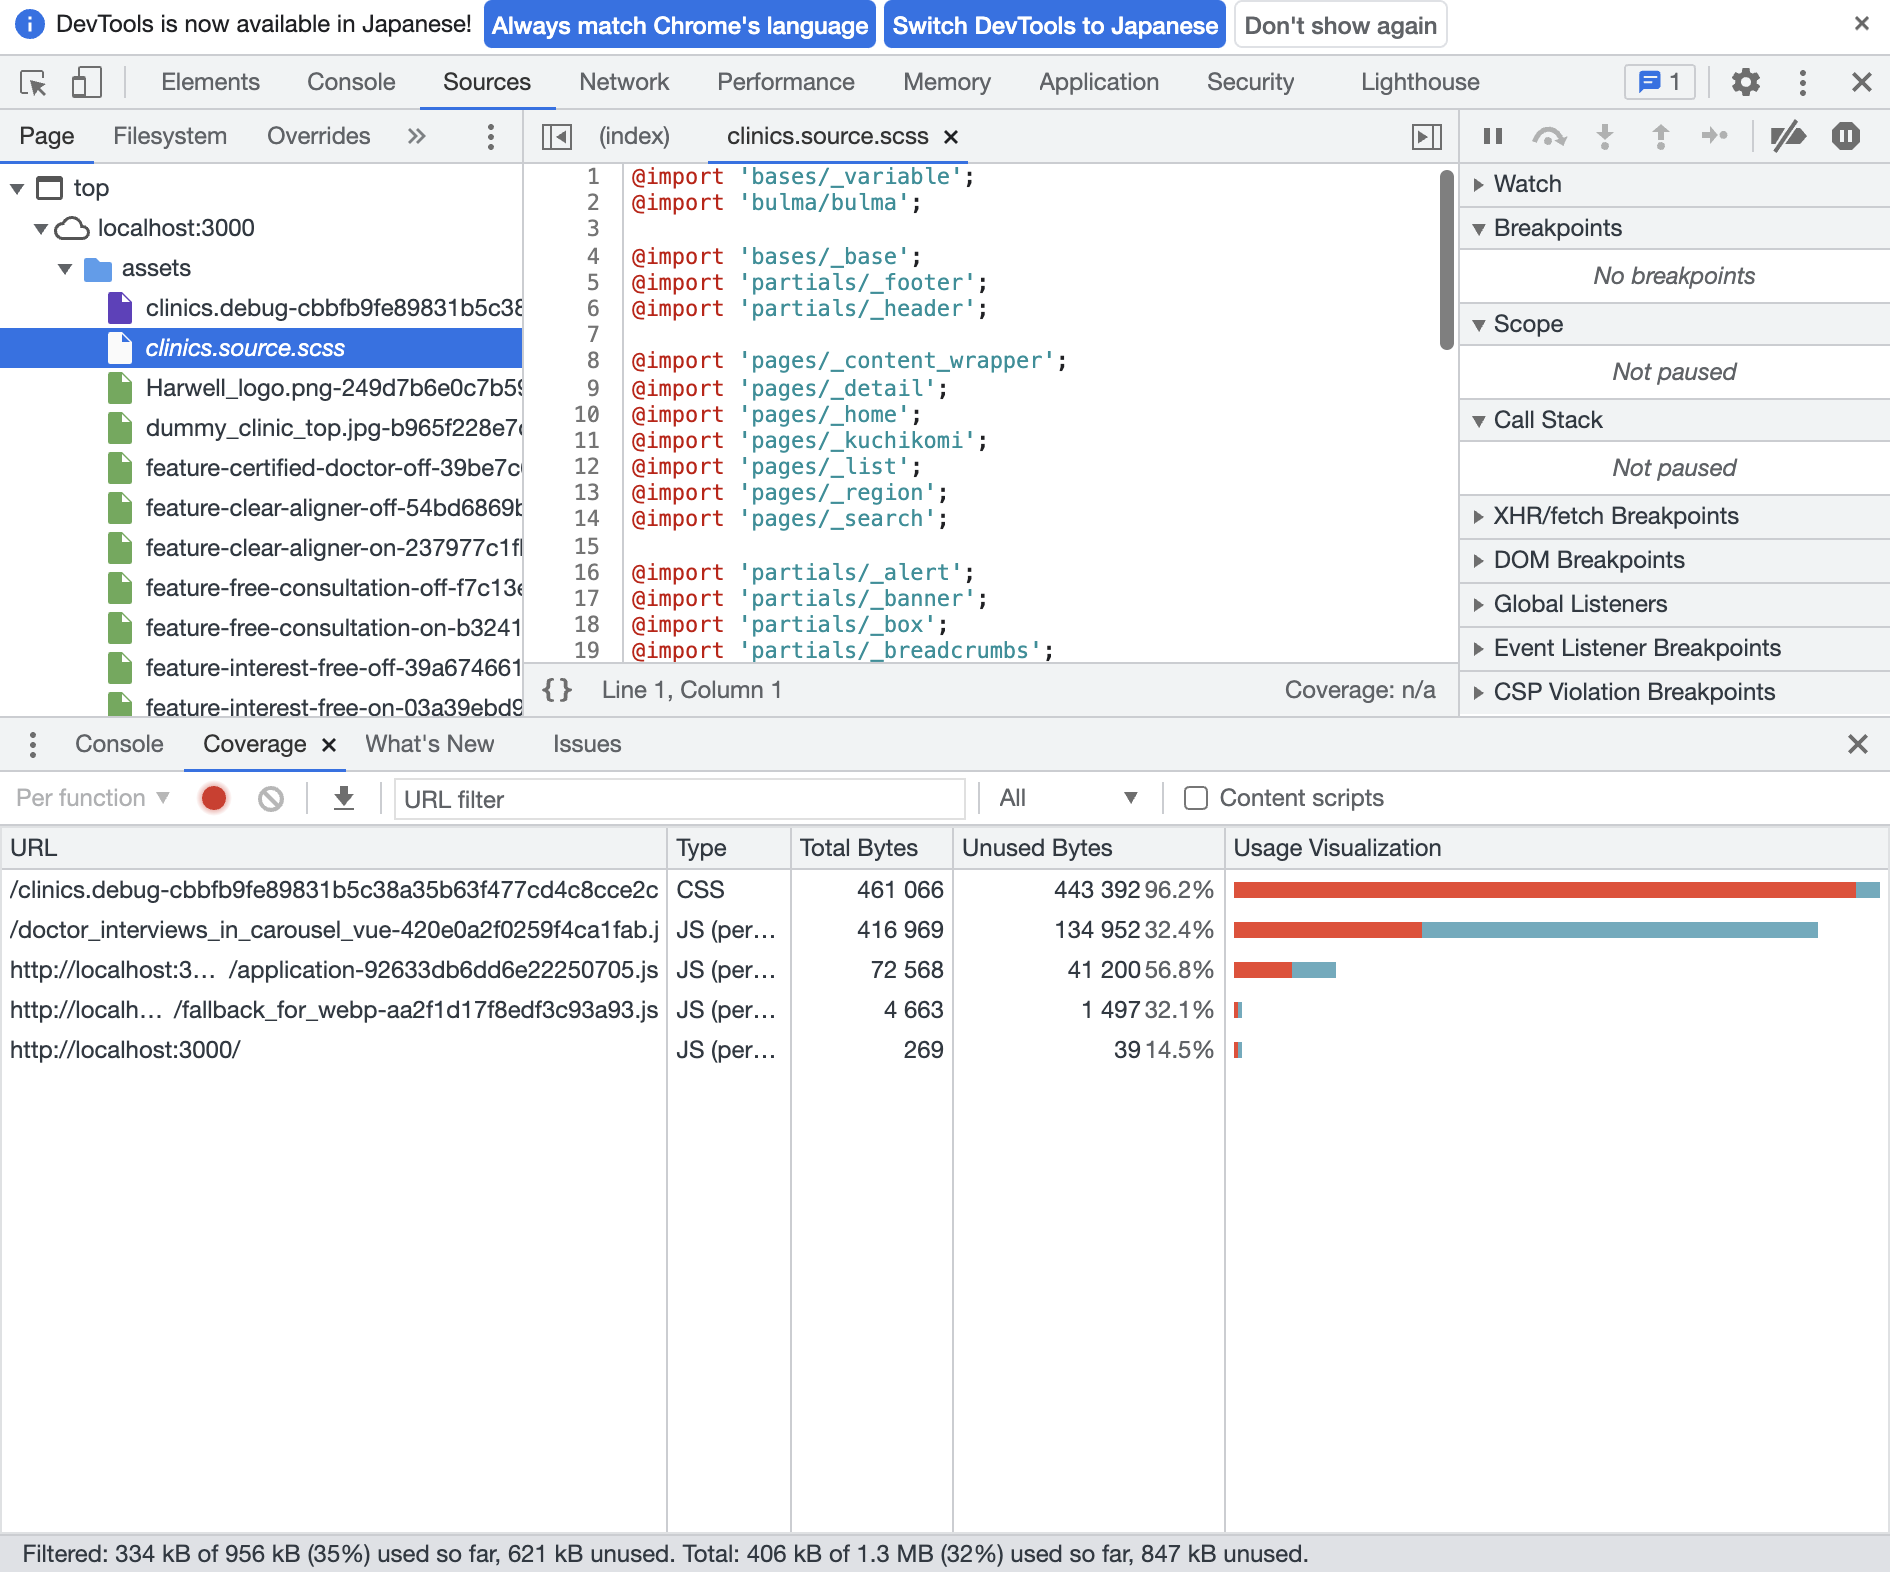 DevTools is now available in Japanese! Always match Chrome's language Switch DevTools to Japanese Don't show again
Elements Console Sources Network Performance Memory Application Security Lighthouse 1
Page Filesystem Overrides
top
localhost:3000
assets
clinics.debug-cbbfb9fe89831b5c38
clinics.source.scss
Harwell_logo.png-249d7b6e0c7b59
dummy_clinic_top.jpg-b965f228e7
feature-certified-doctor-off-39be7c
feature-clear-aligner-off-54bd6869b
feature-clear-aligner-on-237977c1f
feature-free-consultation-off-f7c13e
feature-free-consultation-on-b3241
feature-interest-free-off-39a674661
feature-interest-free-on-03a39ebd9
(index) clinics.source.scss
1 @import 'bases/_variable';
2 @import 'bulma/bulma';
3
4 @import 'bases/_base';
5 @import 'partials/_footer';
6 @import 'partials/_header';
7
8 @import 'pages/_content_wrapper';
9 @import 'pages/_detail';
10 @import 'pages/_home';
11 @import 'pages/_kuchikomi';
12 @import 'pages/_list';
13 @import 'pages/_region';
14 @import 'pages/_search';
15
16 @import 'partials/_alert';
17 @import 'partials/_banner';
18 @import 'partials/_box';
19 @import 'partials/_breadcrumbs';
{} Line 1, Column 1 Coverage: n/a
Watch
Breakpoints
No breakpoints
Scope
Not paused
Call Stack
Not paused
XHR/fetch Breakpoints
DOM Breakpoints
Global Listeners
Event Listener Breakpoints
CSP Violation Breakpoints
Console Coverage What's New Issues
Per function URL filter All Content scripts
URL Type Total Bytes Unused Bytes Usage Visualization
/clinics.debug-cbbfb9fe89831b5c38a35b63f477cd4c8cce2c CSS 461 066 443 392 96.2%
/doctor_interviews_in_carousel_vue-420e0a2f0259f4ca1fab.j JS (per… 416 969 134 952 32.4%
http://localhost:3… /application-92633db6dd6e22250705.js JS (per… 72 568 41 200 56.8%
http://localh… /fallback_for_webp-aa2f1d17f8edf3c93a93.js JS (per… 4 663 1 497 32.1%
http://localhost:3000/ JS (per… 269 39 14.5%
Filtered: 334 kB of 956 kB (35%) used so far, 621 kB unused. Total: 406 kB of 1.3 MB (32%) used so far, 847 kB unused.